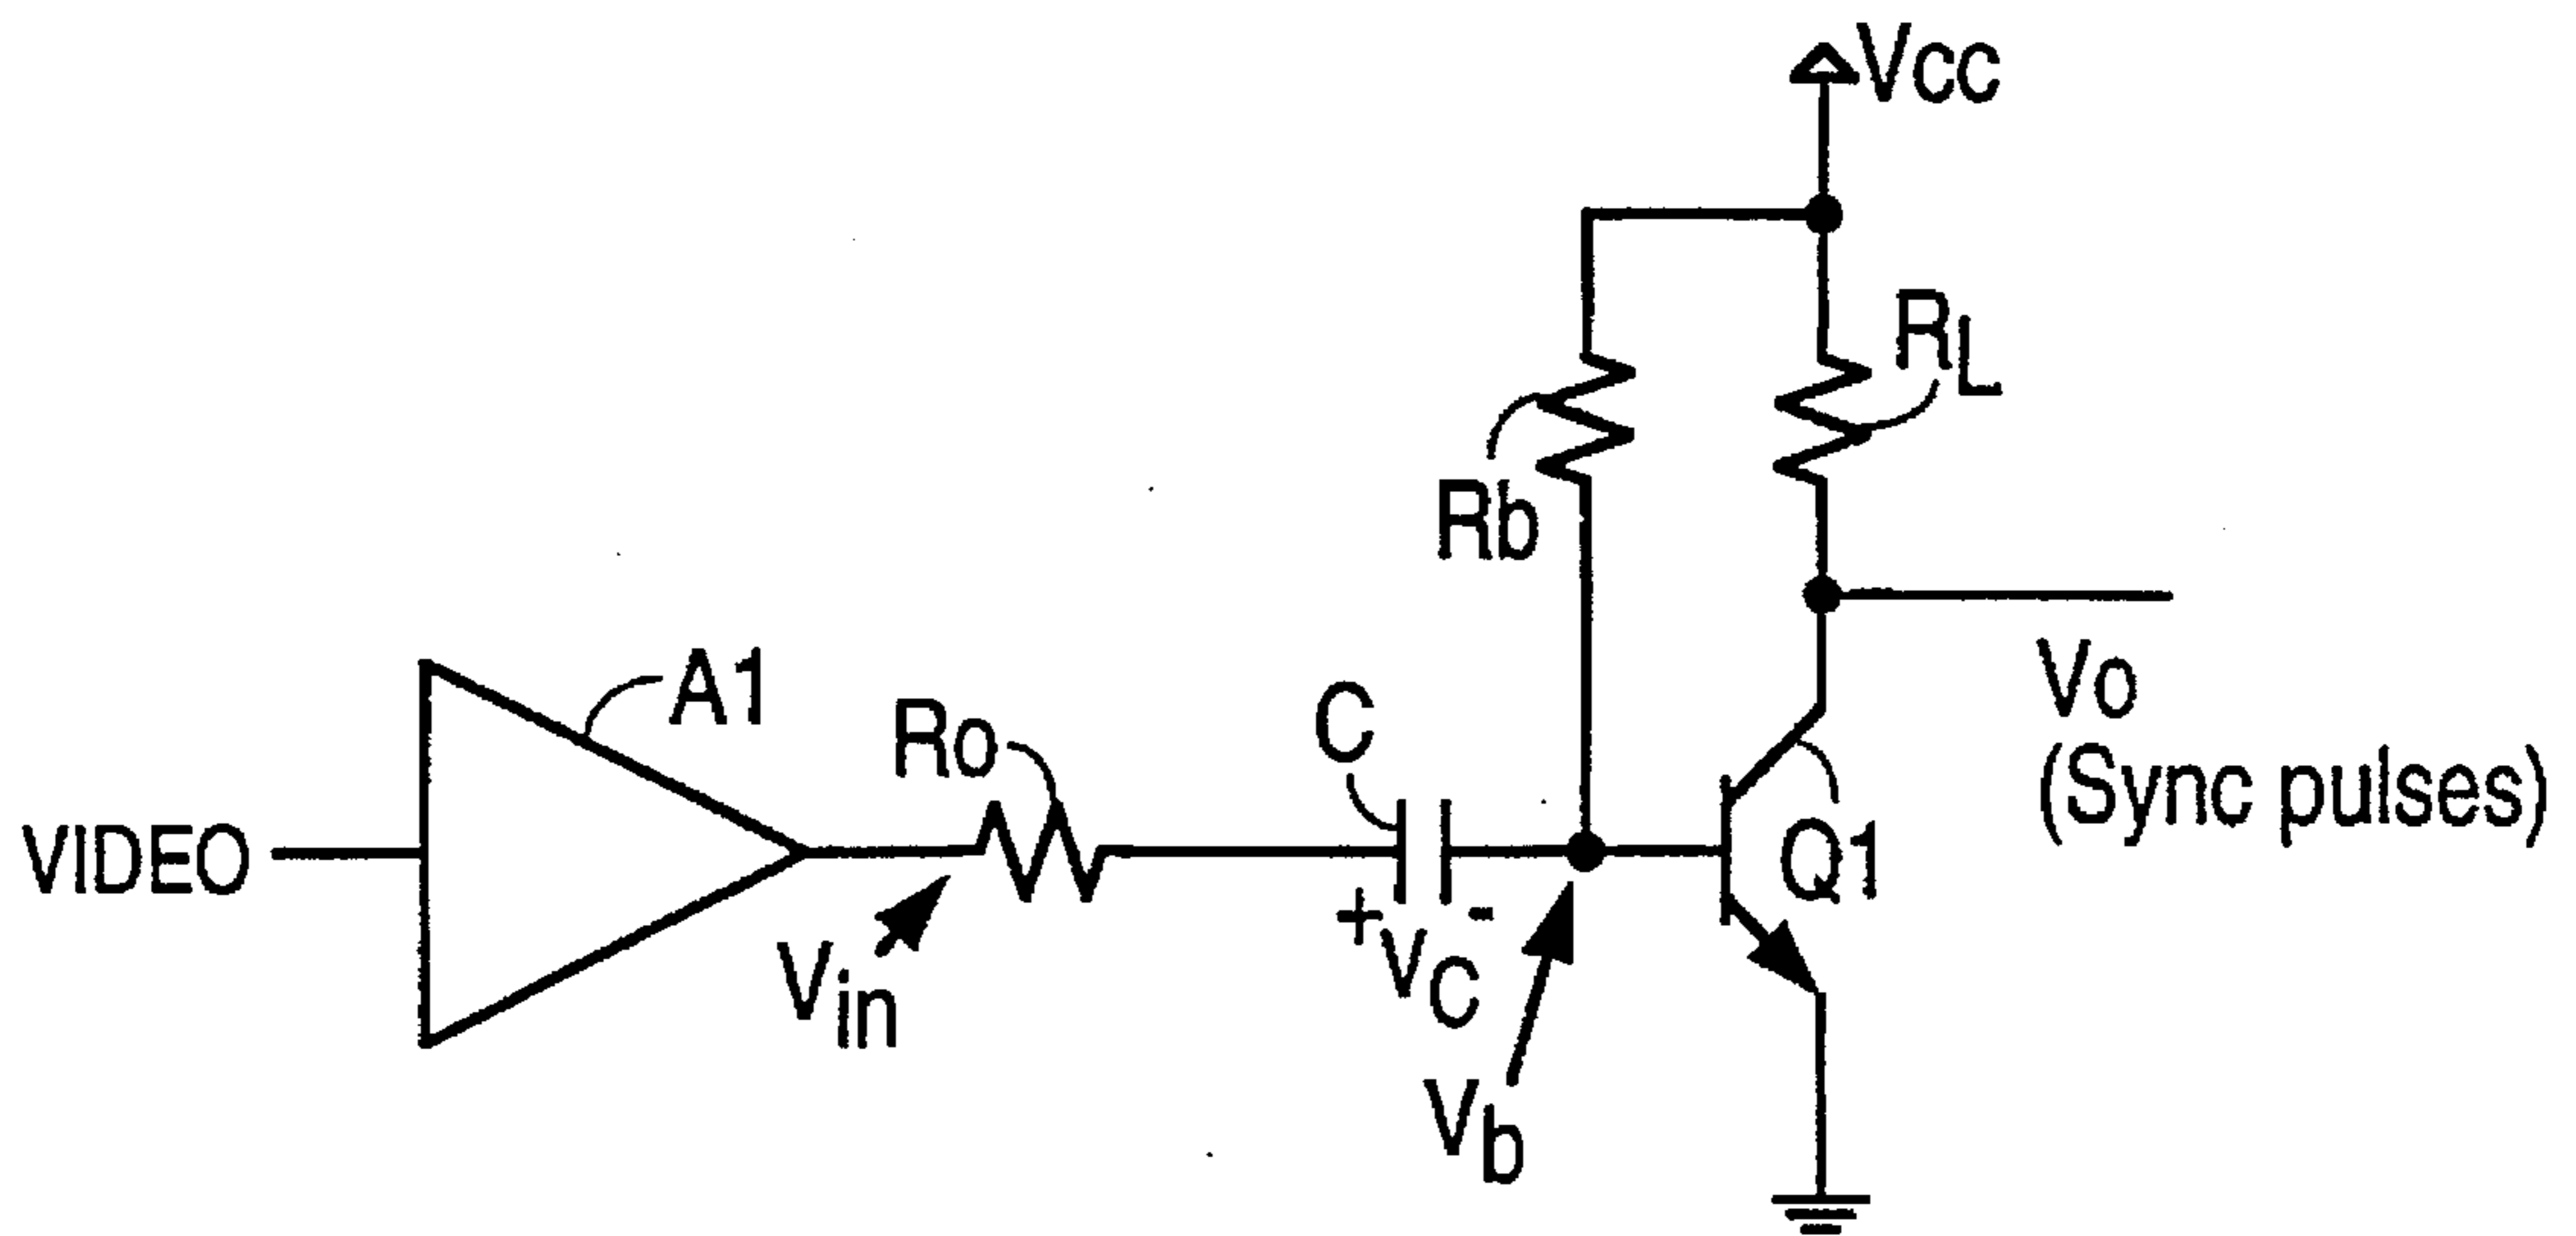 Vcc
RL
Rb
A1
Ro
C
VIDEO
Vo
(Sync pulses)
Q1
+ -
VC
Vin
Vb